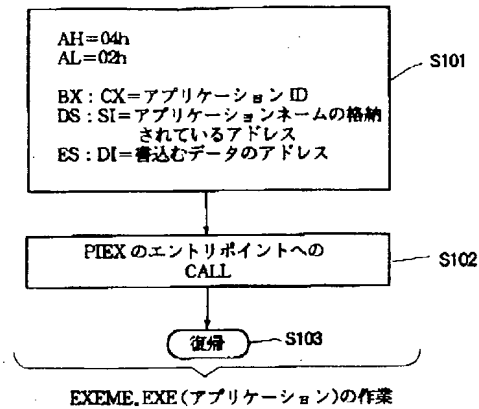 AH=04h
AL=02h
BX:CX=アプリケーションID
DS:SI=アプリケーションネームの格納
されているアドレス
ES:DI=書込むデータのアドレス
S101
PIEXのエントリポイントへの
CALL
S102
復帰
S103
EXEME.EXE(アプリケーション)の作業